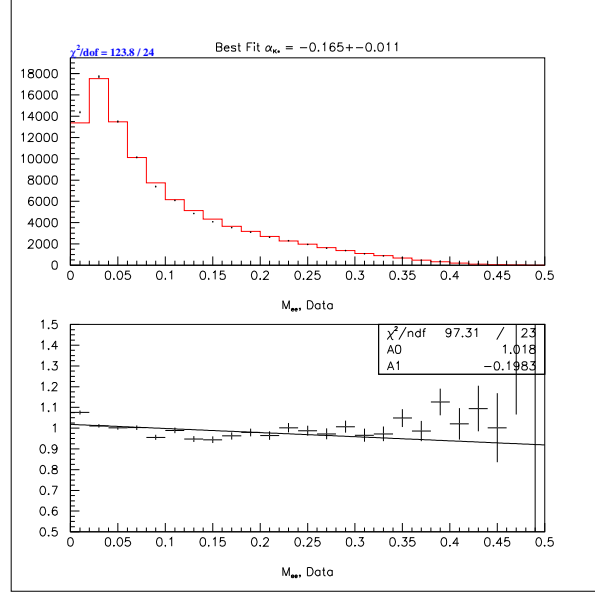 χ²/dof = 123.8 / 24
Best Fit α_K* = −0.165+−0.011
18000
16000
14000
12000
10000
8000
6000
4000
2000
0
0 0.05 0.1 0.15 0.2 0.25 0.3 0.35 0.4 0.45 0.5
M_ee, Data
χ²/ndf 97.31 / 23
A0 1.018
A1 −0.1983
1.5
1.4
1.3
1.2
1.1
1
0.9
0.8
0.7
0.6
0.5
0 0.05 0.1 0.15 0.2 0.25 0.3 0.35 0.4 0.45 0.5
M_ee, Data